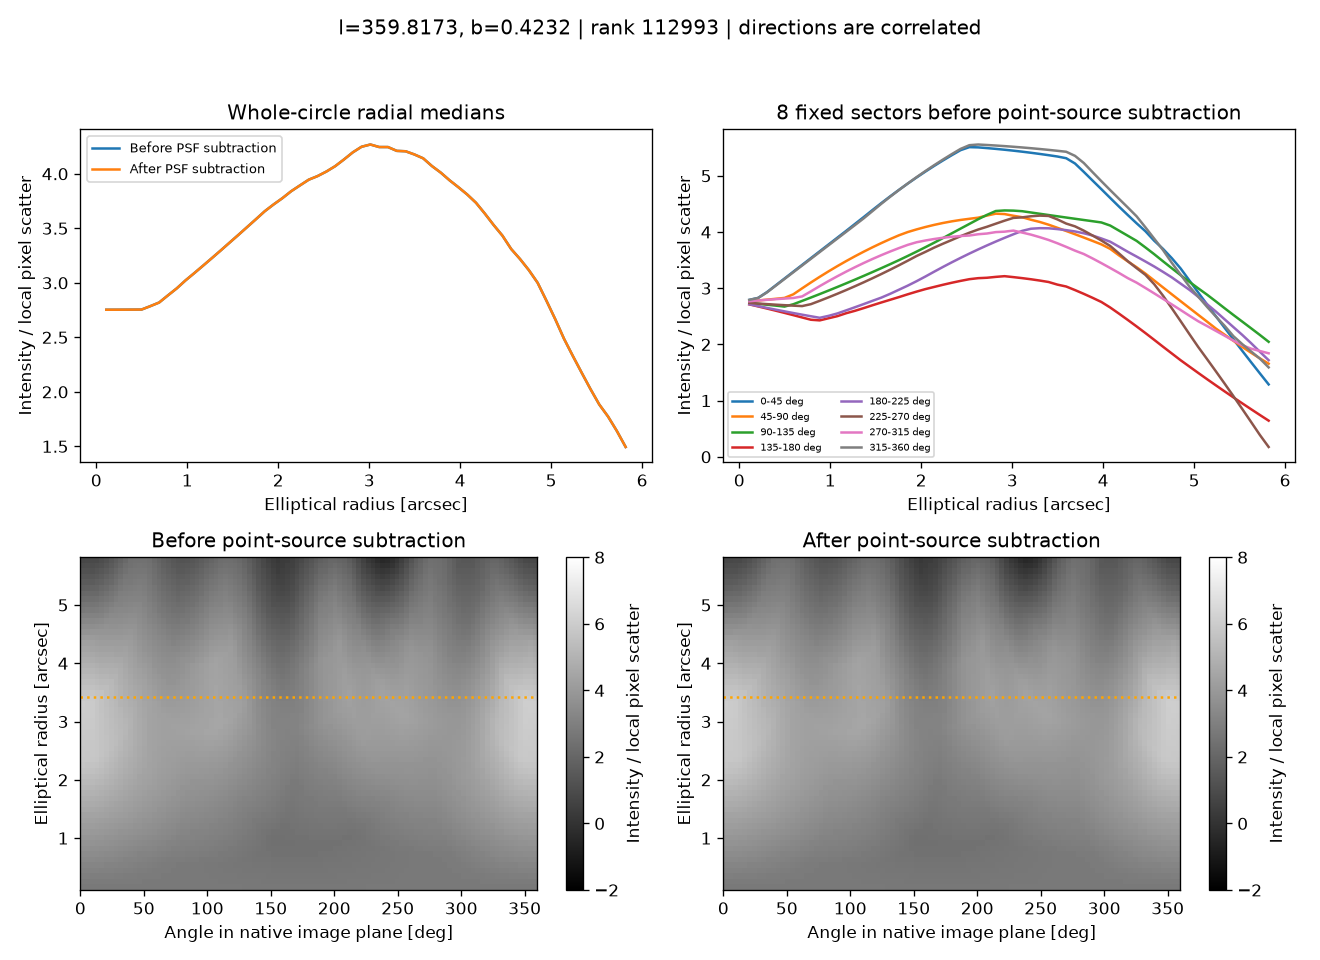 l=359.8173, b=0.4232 | rank 112993 | directions are correlated
Whole-circle radial medians
Before PSF subtraction
After PSF subtraction
4.0
3.5
3.0
2.5
2.0
1.5
0 1 2 3 4 5 6
Intensity / local pixel scatter
Elliptical radius [arcsec]
8 fixed sectors before point-source subtraction
5
4
3
2
1
0
0-45 deg
45-90 deg
90-135 deg
135-180 deg
180-225 deg
225-270 deg
270-315 deg
315-360 deg
0 1 2 3 4 5 6
Intensity / local pixel scatter
Elliptical radius [arcsec]
Before point-source subtraction
5
4
3
2
1
0 50 100 150 200 250 300 350
Elliptical radius [arcsec]
Angle in native image plane [deg]
8
6
4
2
0
−2
Intensity / local pixel scatter
After point-source subtraction
5
4
3
2
1
0 50 100 150 200 250 300 350
Elliptical radius [arcsec]
Angle in native image plane [deg]
8
6
4
2
0
−2
Intensity / local pixel scatter